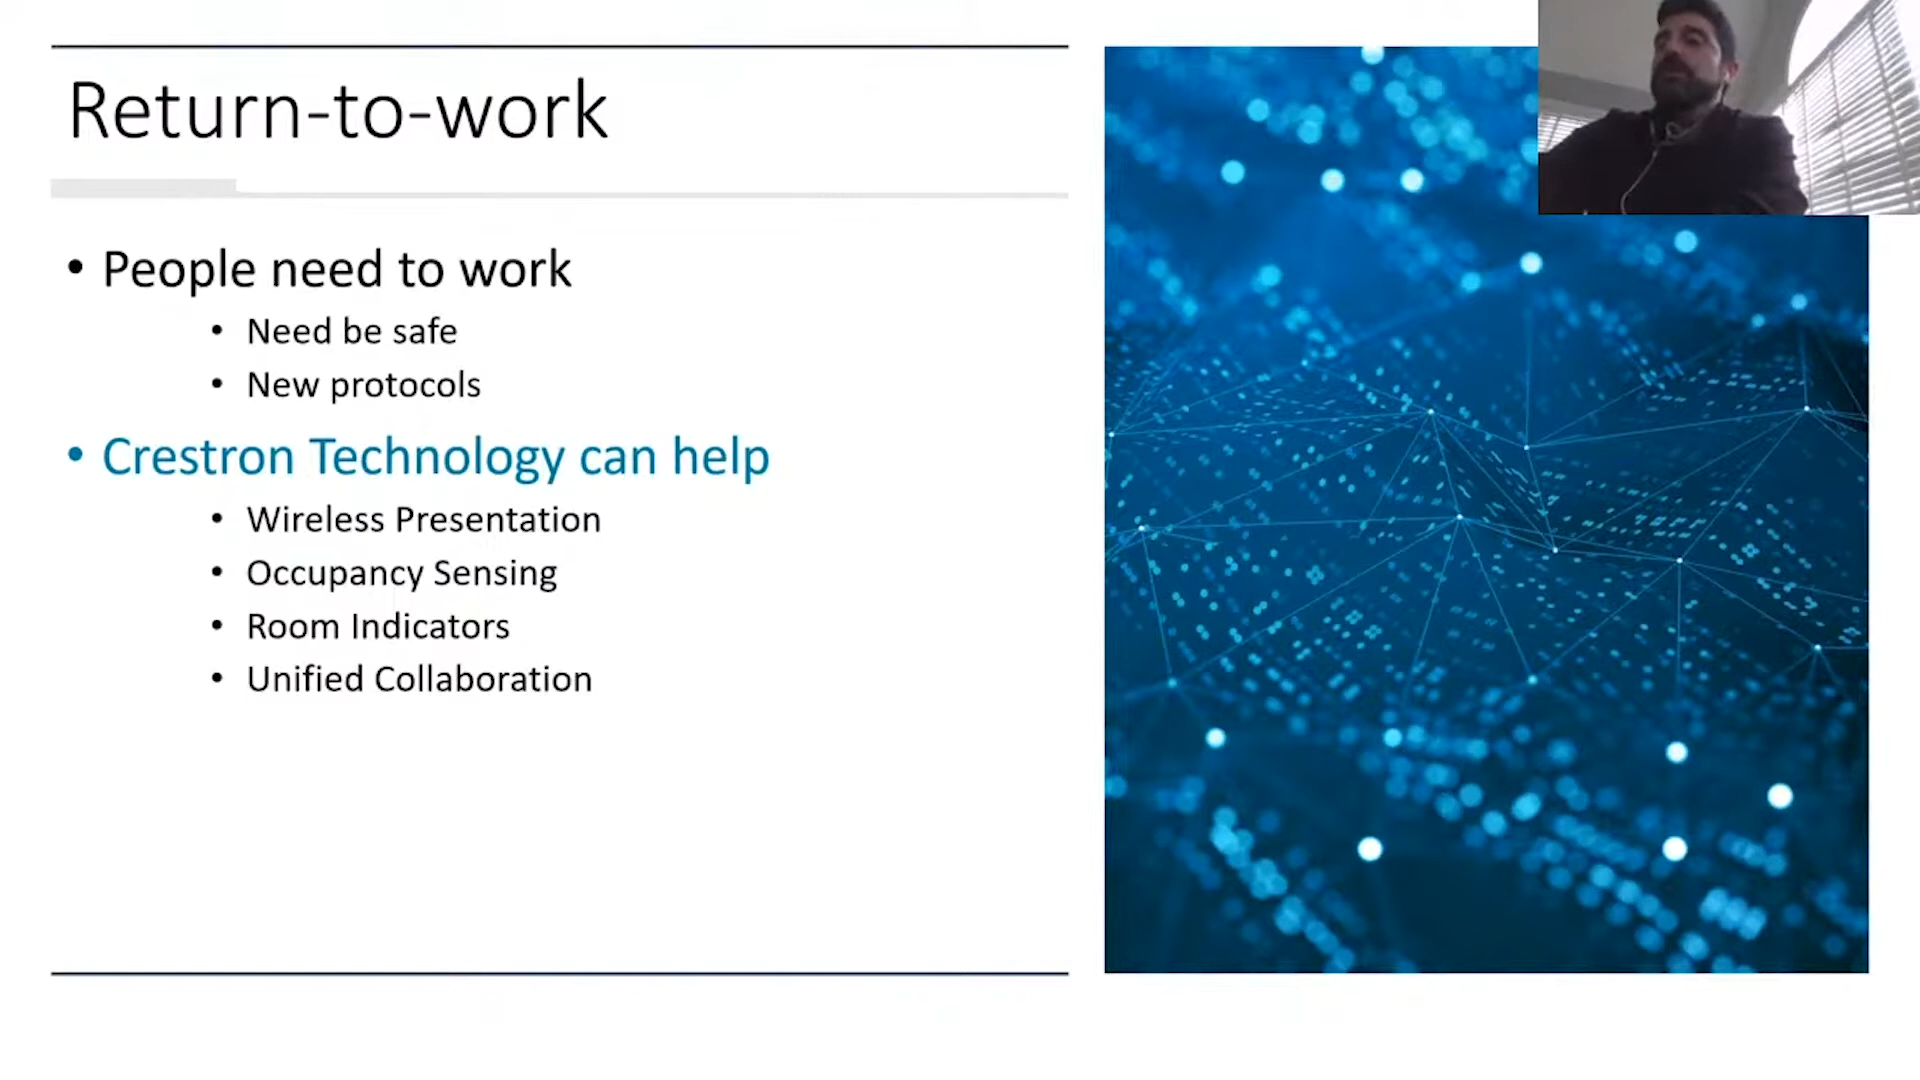 Return-to-work
• People need to work
• Need be safe
• New protocols
• Crestron Technology can help
• Wireless Presentation
• Occupancy Sensing
• Room Indicators
• Unified Collaboration